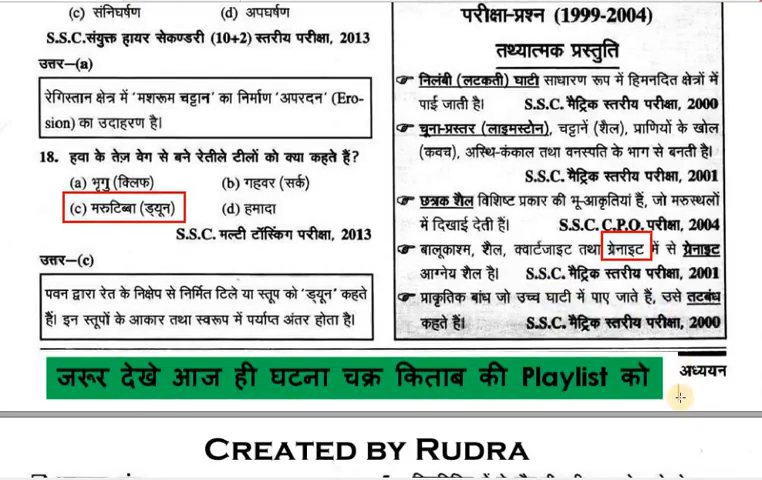 (c) संनिघर्षण (d) अपघर्षण
S.S.C.संयुक्त हायर सेकण्डरी (10+2) स्तरीय परीक्षा, 2013
उत्तर—(a)
रेगिस्तान क्षेत्र में 'मशरूम चट्टान' का निर्माण 'अपरदन' (Ero-
sion) का उदाहरण है।
18. हवा के तेज़ वेग से बने रेतीले टीलों को क्या कहते हैं?
(a) भृगु (क्लिफ) (b) गहवर (सर्क)
(c) मरुटिब्बा (ड्यून) (d) हमादा
S.S.C. मल्टी टॉस्किंग परीक्षा, 2013
उत्तर—(c)
पवन द्वारा रेत के निक्षेप से निर्मित टिले या स्तूप को 'ड्यून' कहते
हैं। इन स्तूपों के आकार तथा स्वरूप में पर्याप्त अंतर होता है।
परीक्षा-प्रश्न (1999-2004)
तथ्यात्मक प्रस्तुति
☞ निलंबी (लटकती) घाटी साधारण रूप में हिमनदित क्षेत्रों में
पाई जाती है। S.S.C. मैट्रिक स्तरीय परीक्षा, 2000
☞ चूना-प्रस्तर (लाइमस्टोन), चट्टानें (शैल), प्राणियों के खोल
(कवच), अस्थि-कंकाल तथा वनस्पति के भाग से बनती है।
S.S.C. मैट्रिक स्तरीय परीक्षा, 2001
☞ छत्रक शैल विशिष्ट प्रकार की भू-आकृतियां हैं, जो मरुस्थलों
में दिखाई देती हैं। S.S.C. C.P.O. परीक्षा, 2004
☞ बालूकाश्म, शैल, क्वार्टजाइट तथा ग्रेनाइट में से ग्रेनाइट
आग्नेय शैल है। S.S.C. मैट्रिक स्तरीय परीक्षा, 2001
☞ प्राकृतिक बांध जो उच्च घाटी में पाए जाते हैं, उसे तटबंध
कहते हैं। S.S.C. मैट्रिक स्तरीय परीक्षा, 2000
जरूर देखे आज ही घटना चक्र किताब की Playlist को
अध्ययन
CREATED BY RUDRA